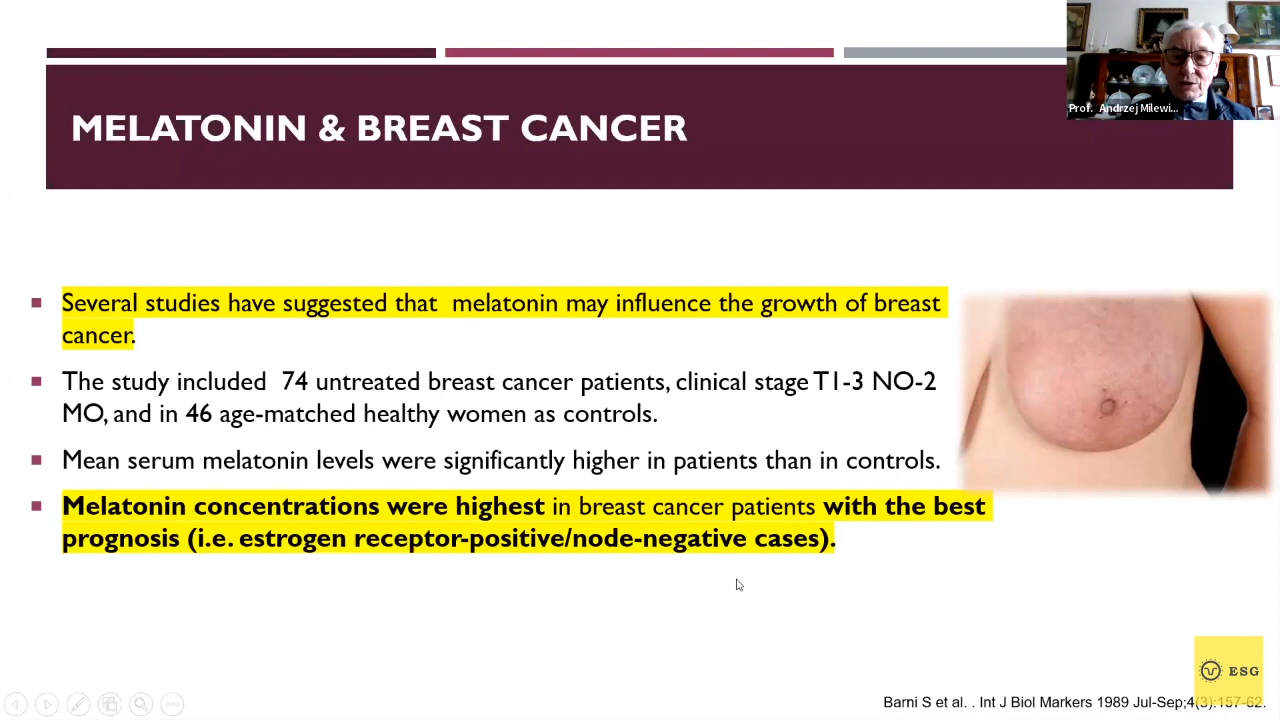 Prof. Andrzej Milewi...
MELATONIN & BREAST CANCER
Several studies have suggested that melatonin may influence the growth of breast
cancer.
The study included 74 untreated breast cancer patients, clinical stage T1-3 NO-2
MO, and in 46 age-matched healthy women as controls.
Mean serum melatonin levels were significantly higher in patients than in controls.
Melatonin concentrations were highest in breast cancer patients with the best
prognosis (i.e. estrogen receptor-positive/node-negative cases).
ESG
Barni S et al. . Int J Biol Markers 1989 Jul-Sep;4(3):157-62.